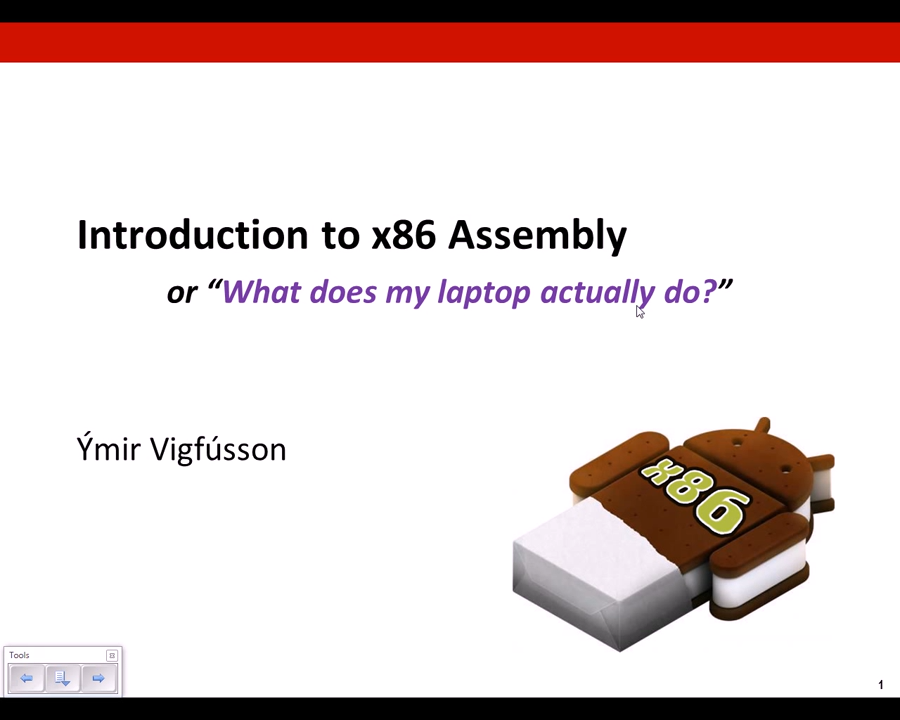 Introduction to x86 Assembly
or “What does my laptop actually do?”
Ýmir Vigfússon
x86
Tools
1